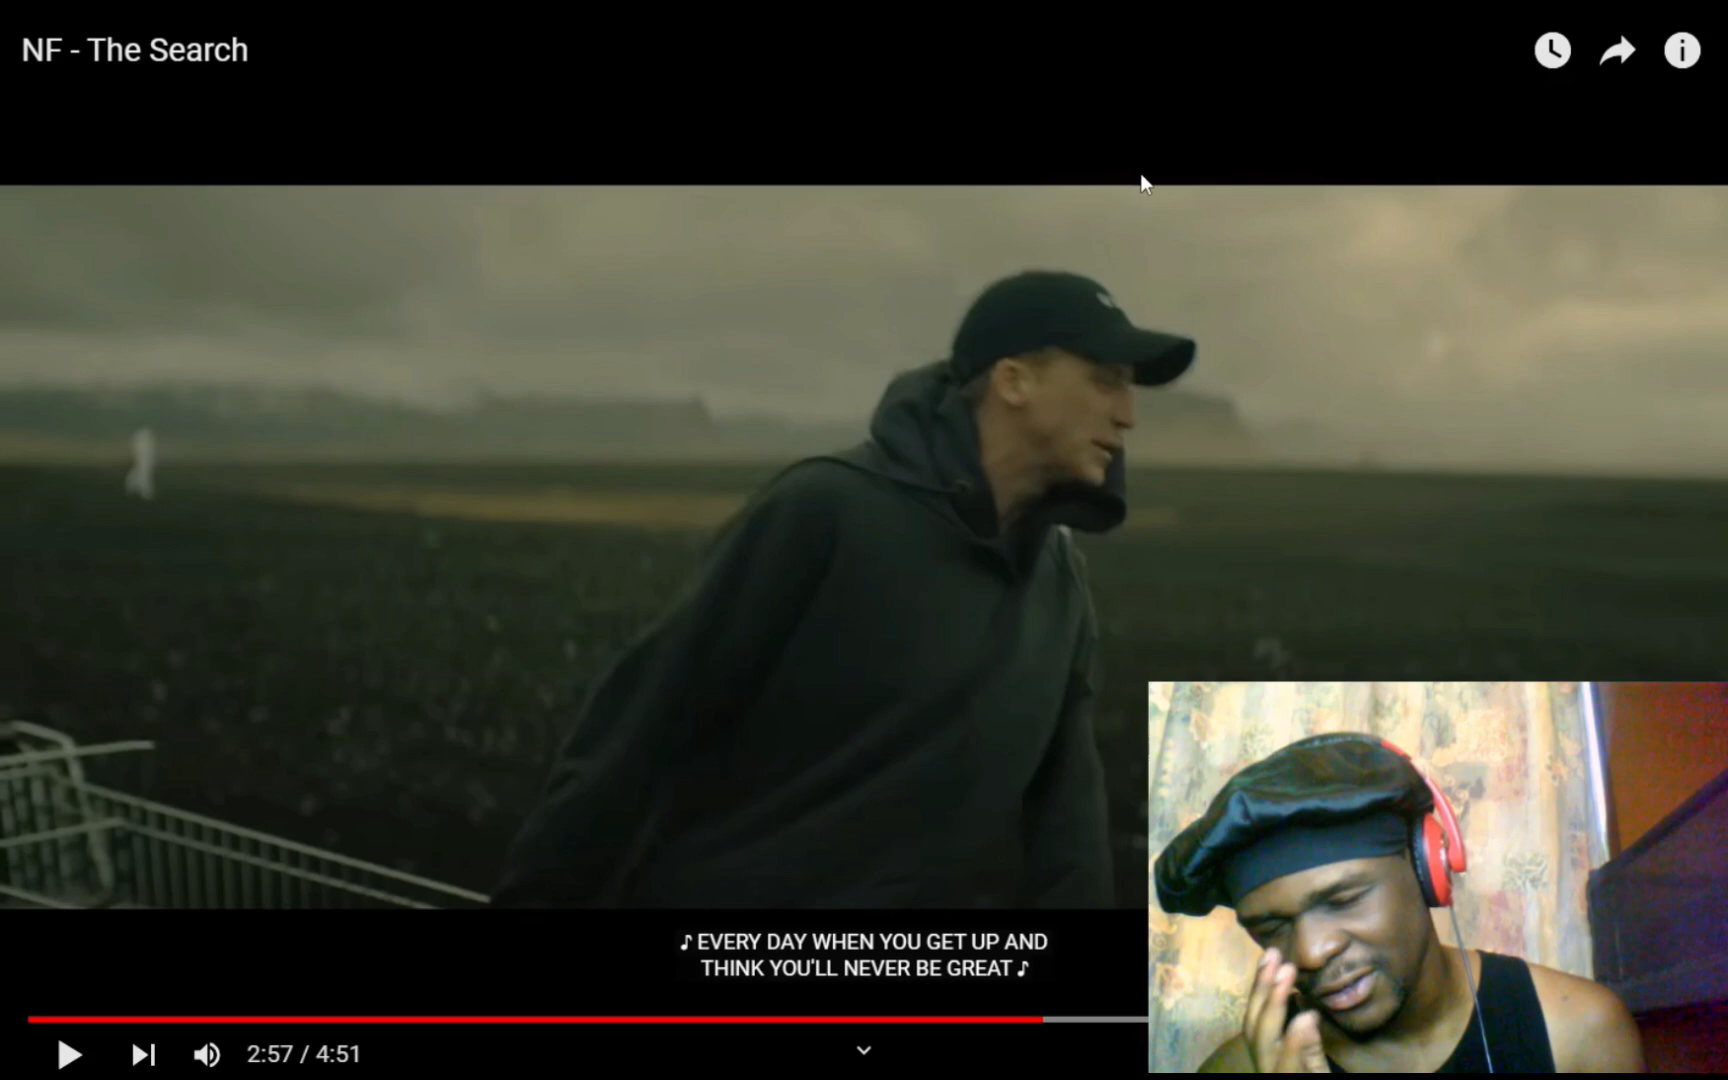 NF - The Search
♪ EVERY DAY WHEN YOU GET UP AND
THINK YOU'LL NEVER BE GREAT ♪
2:57 / 4:51